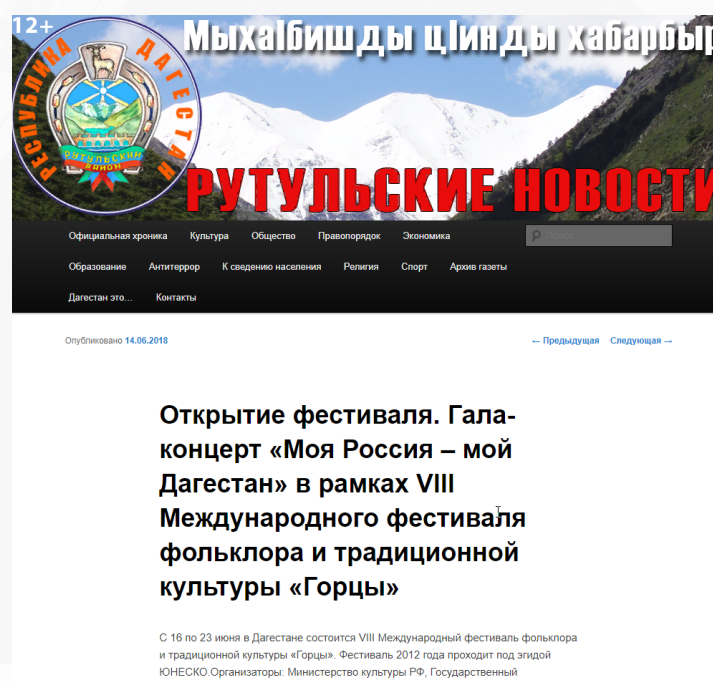 12+
Мыхаӏбишды цӏинды хабарбыр
РЕСПУБЛИКА ДАГЕСТАН
РУТУЛЬСКИЙ
РАЙОН
РУТУЛЬСКИЕ НОВОСТИ
Официальная хроника Культура Общество Правопорядок Экономика
Поиск
Образование Антитеррор К сведению населения Религия Спорт Архив газеты
Дагестан это... Контакты
Опубликовано 14.06.2018 ← Предыдущая Следующая →
Открытие фестиваля. Гала-
концерт «Моя Россия – мой
Дагестан» в рамках VIII
Международного фестиваля
фольклора и традиционной
культуры «Горцы»
С 16 по 23 июня в Дагестане состоится VIII Международный фестиваль фольклора
и традиционной культуры «Горцы». Фестиваль 2012 года проходит под эгидой
ЮНЕСКО.Организаторы: Министерство культуры РФ, Государственный